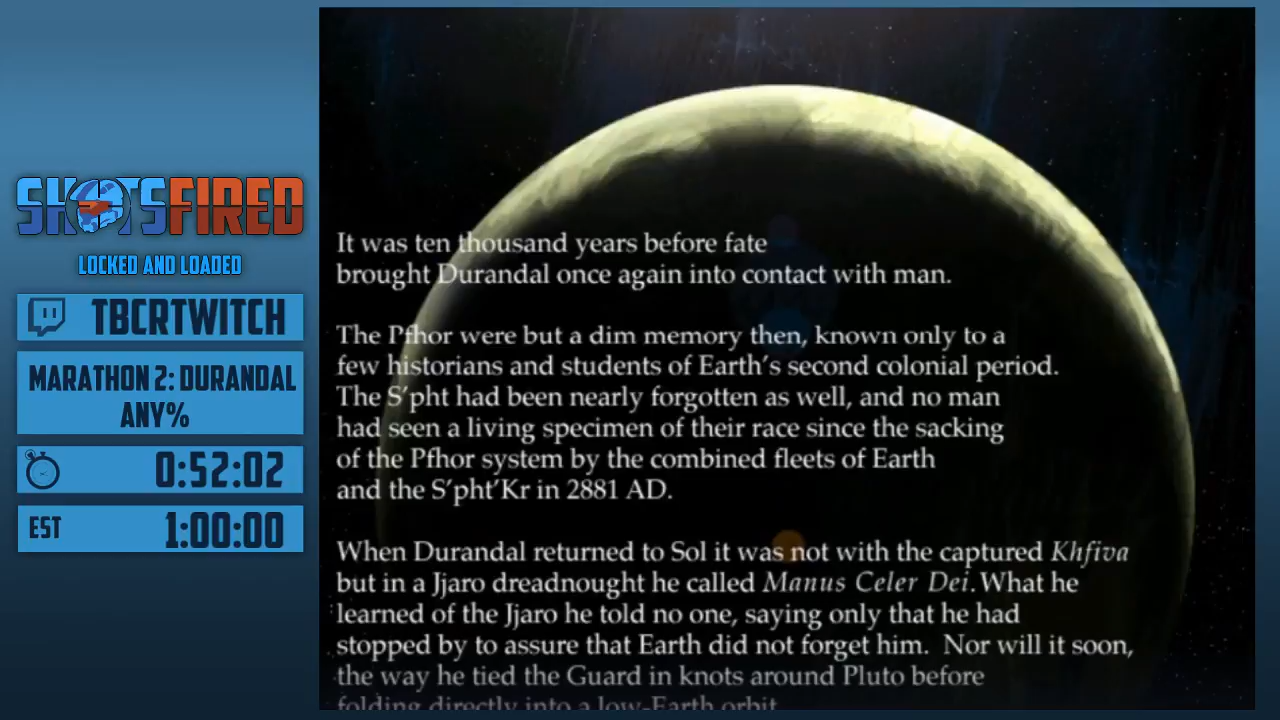 SHOTSFIRED
LOCKED AND LOADED
TBCRTWITCH
MARATHON 2: DURANDAL
ANY%
0:52:02
EST 1:00:00
It was ten thousand years before fate
brought Durandal once again into contact with man.
The Pfhor were but a dim memory then, known only to a
few historians and students of Earth's second colonial period.
The S'pht had been nearly forgotten as well, and no man
had seen a living specimen of their race since the sacking
of the Pfhor system by the combined fleets of Earth
and the S'pht'Kr in 2881 AD.
When Durandal returned to Sol it was not with the captured Khfiva
but in a Jjaro dreadnought he called Manus Celer Dei. What he
learned of the Jjaro he told no one, saying only that he had
stopped by to assure that Earth did not forget him. Nor will it soon,
the way he tied the Guard in knots around Pluto before
folding directly into a low-Earth orbit